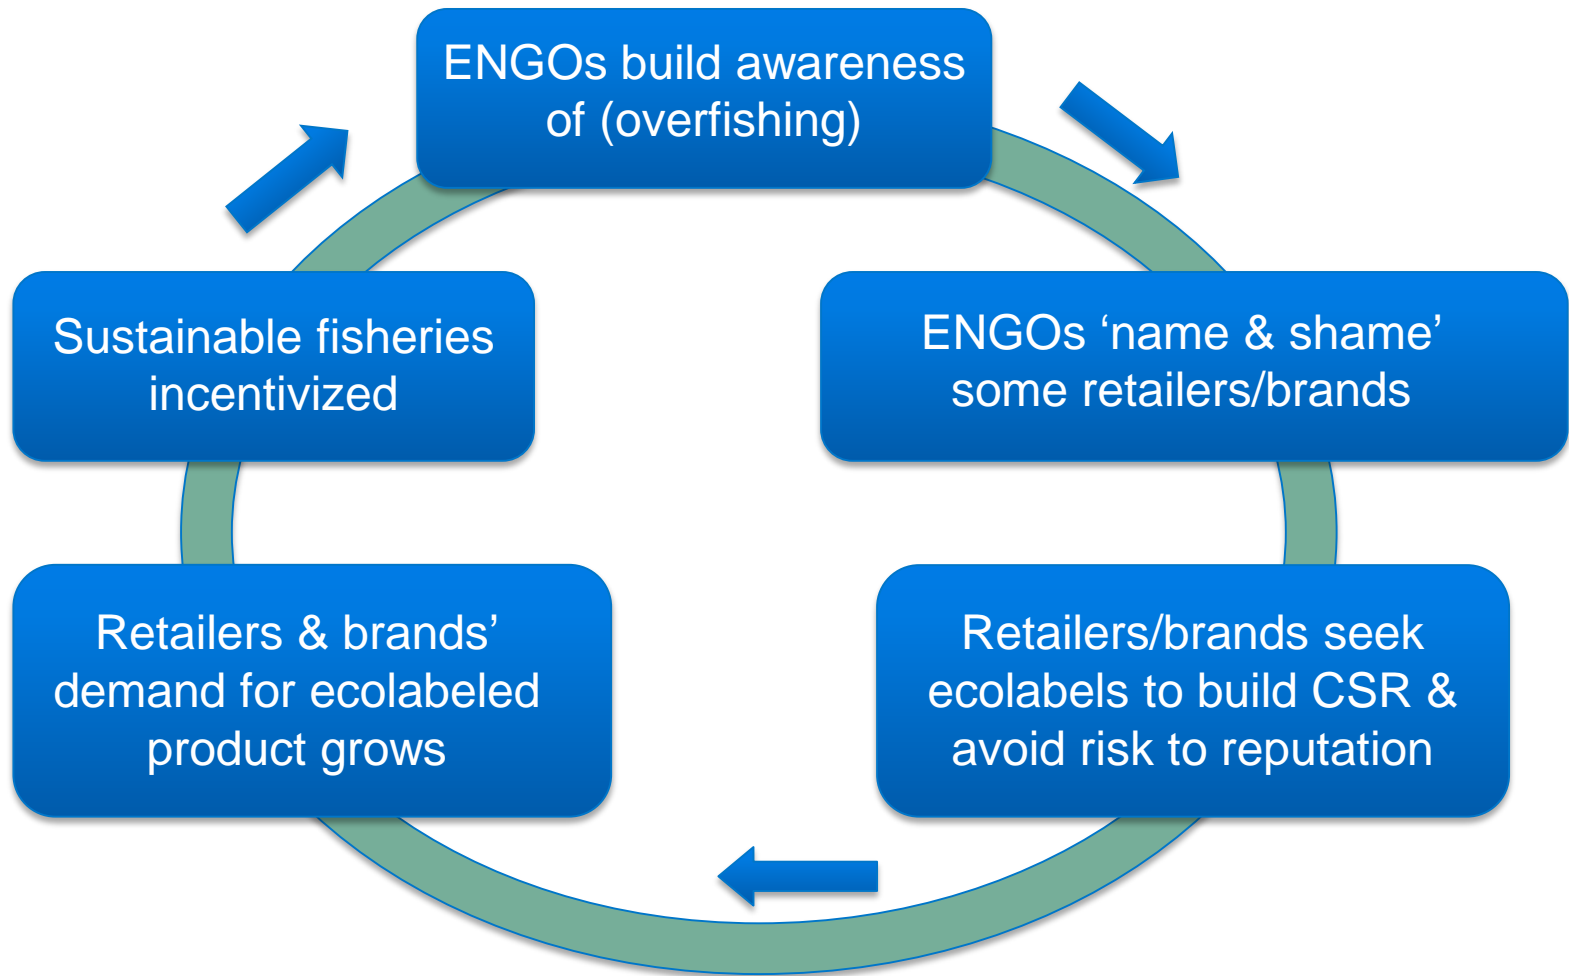 ENGOs build awareness
of (overfishing)
ENGOs ‘name & shame’
some retailers/brands
Retailers/brands seek
ecolabels to build CSR &
avoid risk to reputation
Retailers & brands’
demand for ecolabeled
product grows
Sustainable fisheries
incentivized